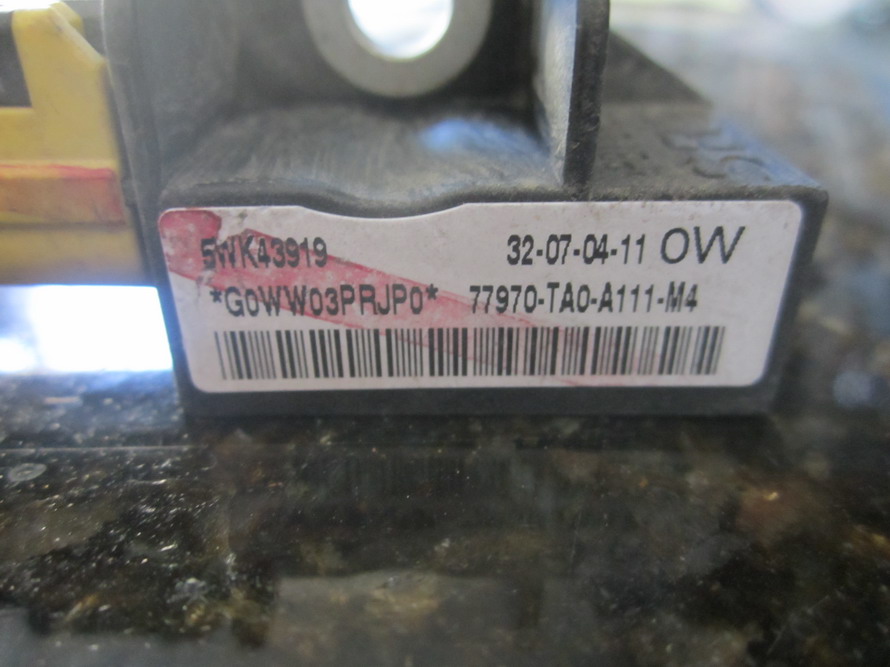 5WK43919 32-07-04-11 OW
*G0WW03PRJP0* 77970-TA0-A111-M4